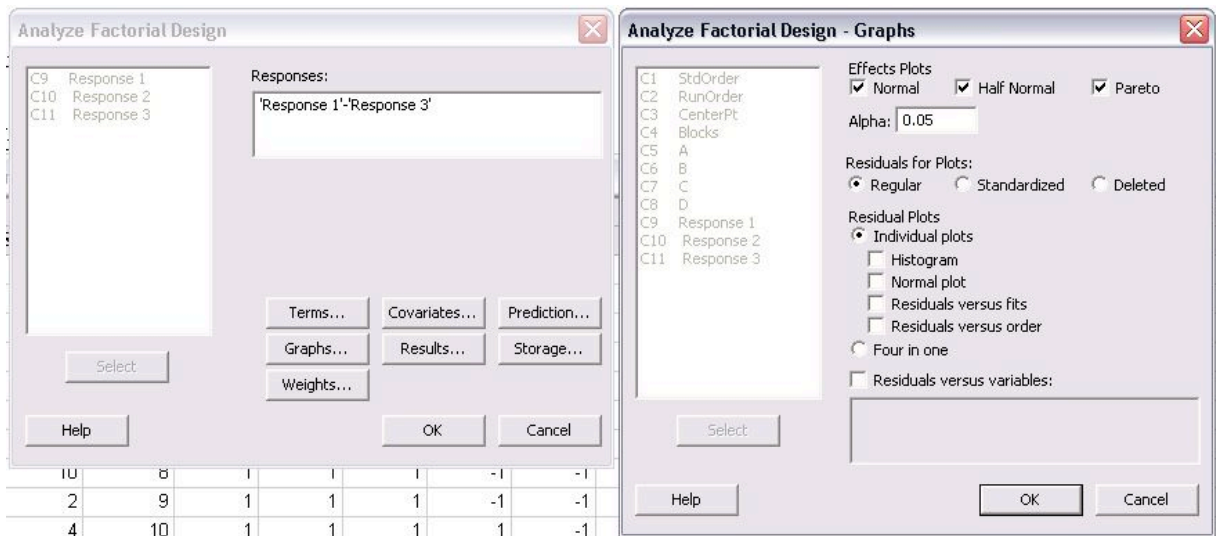 Analyze Factorial Design
C9 Response 1
C10 Response 2
C11 Response 3
Responses:
'Response 1'-'Response 3'
Terms...
Covariates...
Prediction...
Graphs...
Results...
Storage...
Select
Weights...
Help
OK
Cancel
10 8 1 1 1 -1 -1
2 9 1 1 1 -1 -1
4 10 1 1 1 1 -1
Analyze Factorial Design - Graphs
C1 StdOrder
C2 RunOrder
C3 CenterPt
C4 Blocks
C5 A
C6 B
C7 C
C8 D
C9 Response 1
C10 Response 2
C11 Response 3
Effects Plots
Normal
Half Normal
Pareto
Alpha: 0.05
Residuals for Plots:
Regular
Standardized
Deleted
Residual Plots
Individual plots
Histogram
Normal plot
Residuals versus fits
Residuals versus order
Four in one
Residuals versus variables:
Select
Help
OK
Cancel